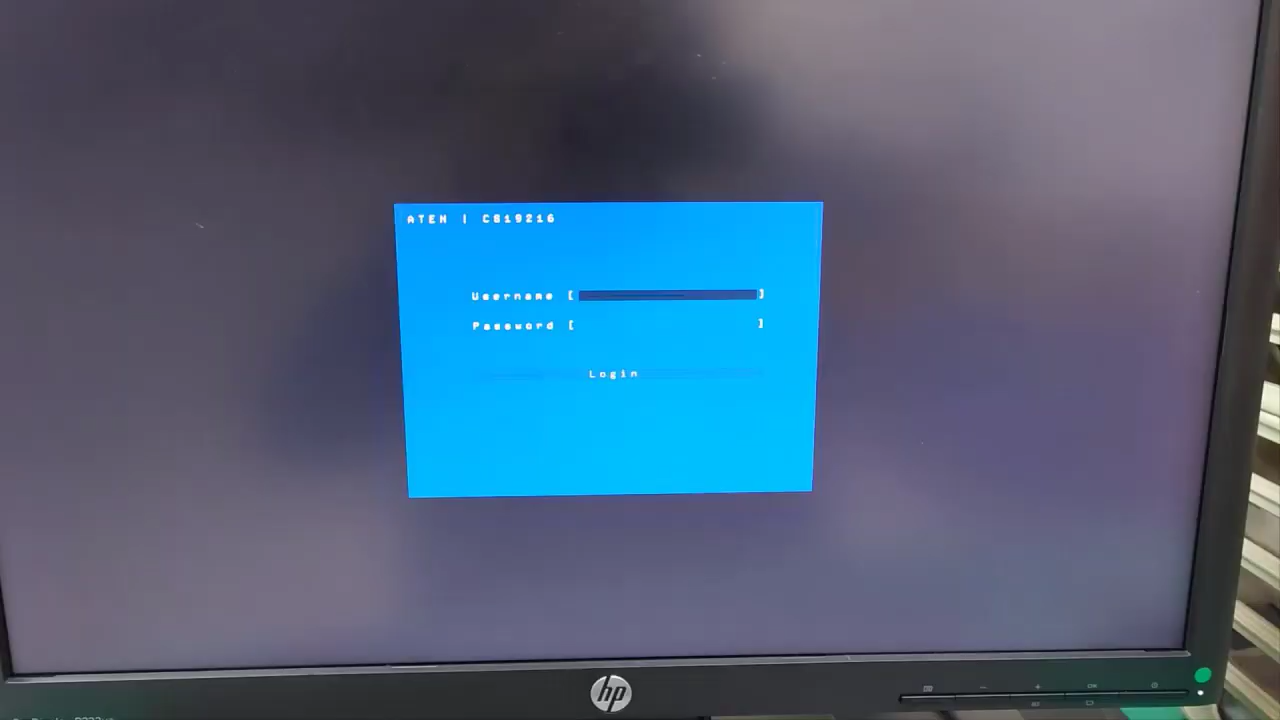 ATEN | CS19216
Username [ ]
Password [ ]
Login
hp